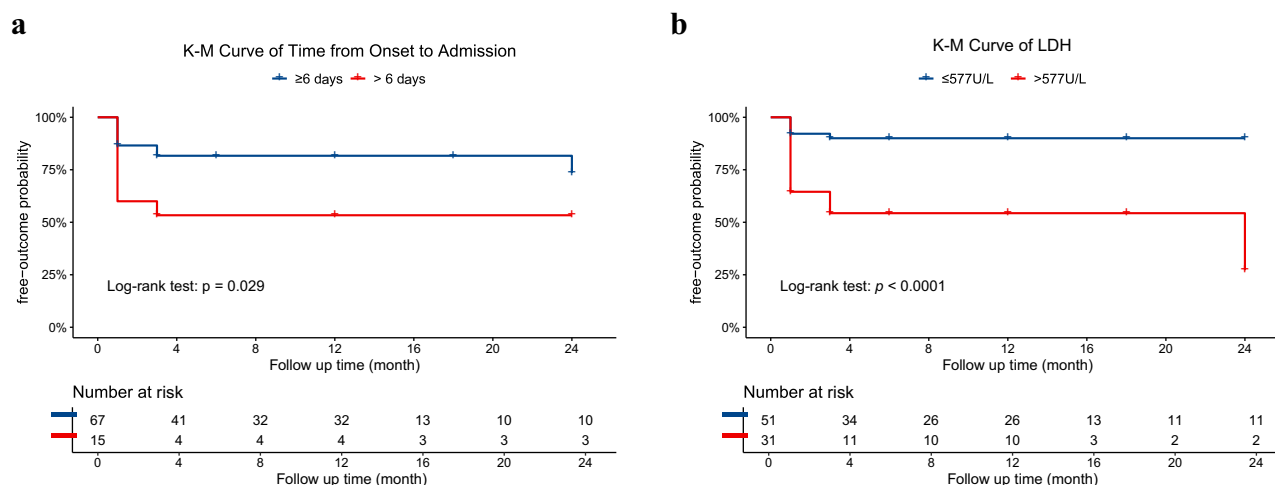 a
K-M Curve of Time from Onset to Admission
≥6 days > 6 days
100%
75%
50%
25%
0%
free−outcome probability
Log-rank test: p = 0.029
0 4 8 12 16 20 24
Follow up time (month)
Number at risk
67 41 32 32 13 10 10
15 4 4 4 3 3 3
0 4 8 12 16 20 24
Follow up time (month)
b
K-M Curve of LDH
≤577U/L >577U/L
100%
75%
50%
25%
0%
free−outcome probability
Log-rank test: p < 0.0001
0 4 8 12 16 20 24
Follow up time (month)
Number at risk
51 34 26 26 13 11 11
31 11 10 10 3 2 2
0 4 8 12 16 20 24
Follow up time (month)